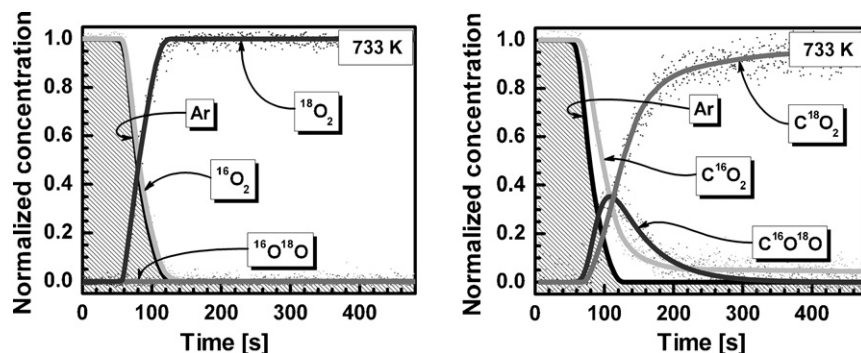 Normalized concentration
1.0
0.8
0.6
0.4
0.2
0.0
733 K
¹⁸O₂
Ar
¹⁶O₂
¹⁶O¹⁸O
0 100 200 300 400
Time [s]
Normalized concentration
1.0
0.8
0.6
0.4
0.2
0.0
733 K
Ar
C¹⁸O₂
C¹⁶O₂
C¹⁶O¹⁸O
0 100 200 300 400
Time [s]